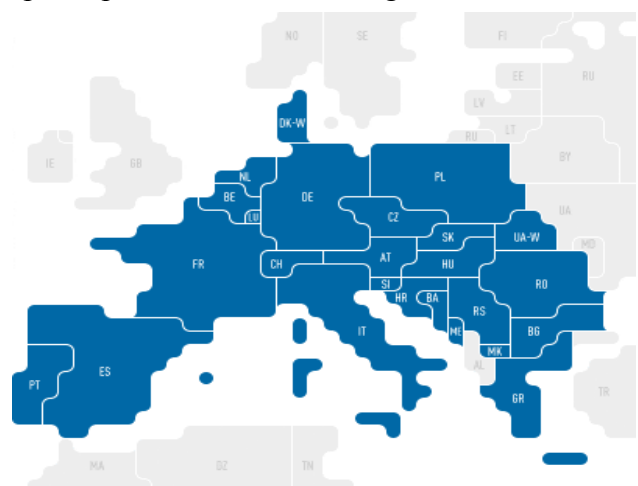 NO
SE
FI
RU
EE
LV
LT
RU
BY
DK-W
IE
GB
NL
BE
LU
DE
PL
CZ
UA
SK
UA-W
MD
FR
CH
AT
HU
RO
SI
HR
BA
RS
IT
ME
BG
MK
AL
PT
ES
GR
TR
MA
DZ
TN